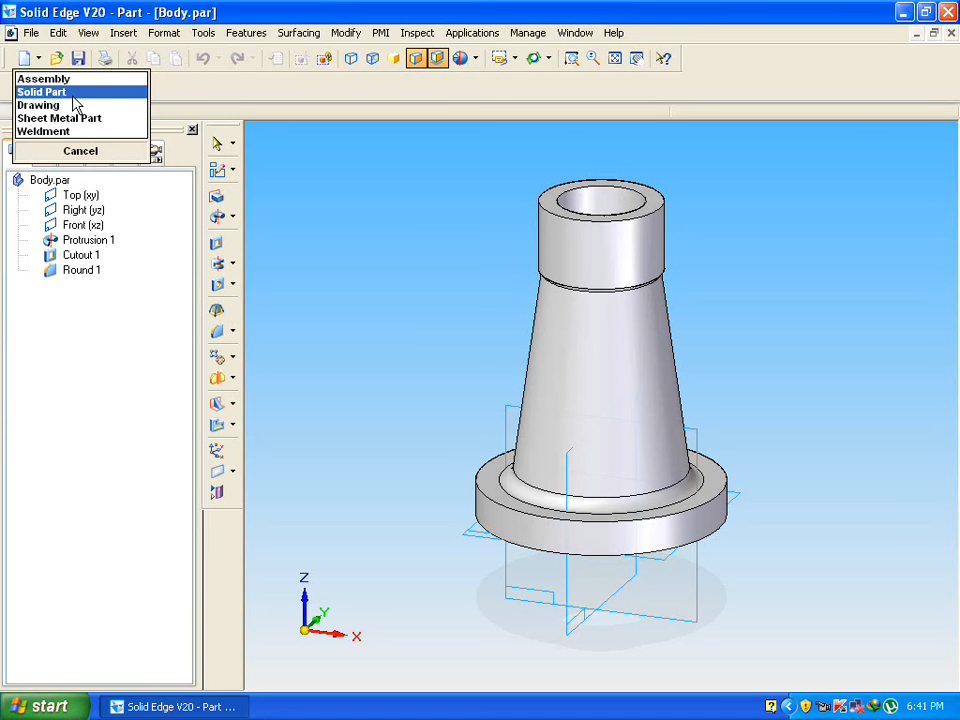 Solid Edge V20 - Part - [Body.par]
File Edit View Insert Format Tools Features Surfacing Modify PMI Inspect Applications Manage Window Help
Assembly
Solid Part
Drawing
Sheet Metal Part
Weldment
Cancel
Body.par
Top (xy)
Right (yz)
Front (xz)
Protrusion 1
Cutout 1
Round 1
Z
Y
X
start
Solid Edge V20 - Part ...
6:41 PM